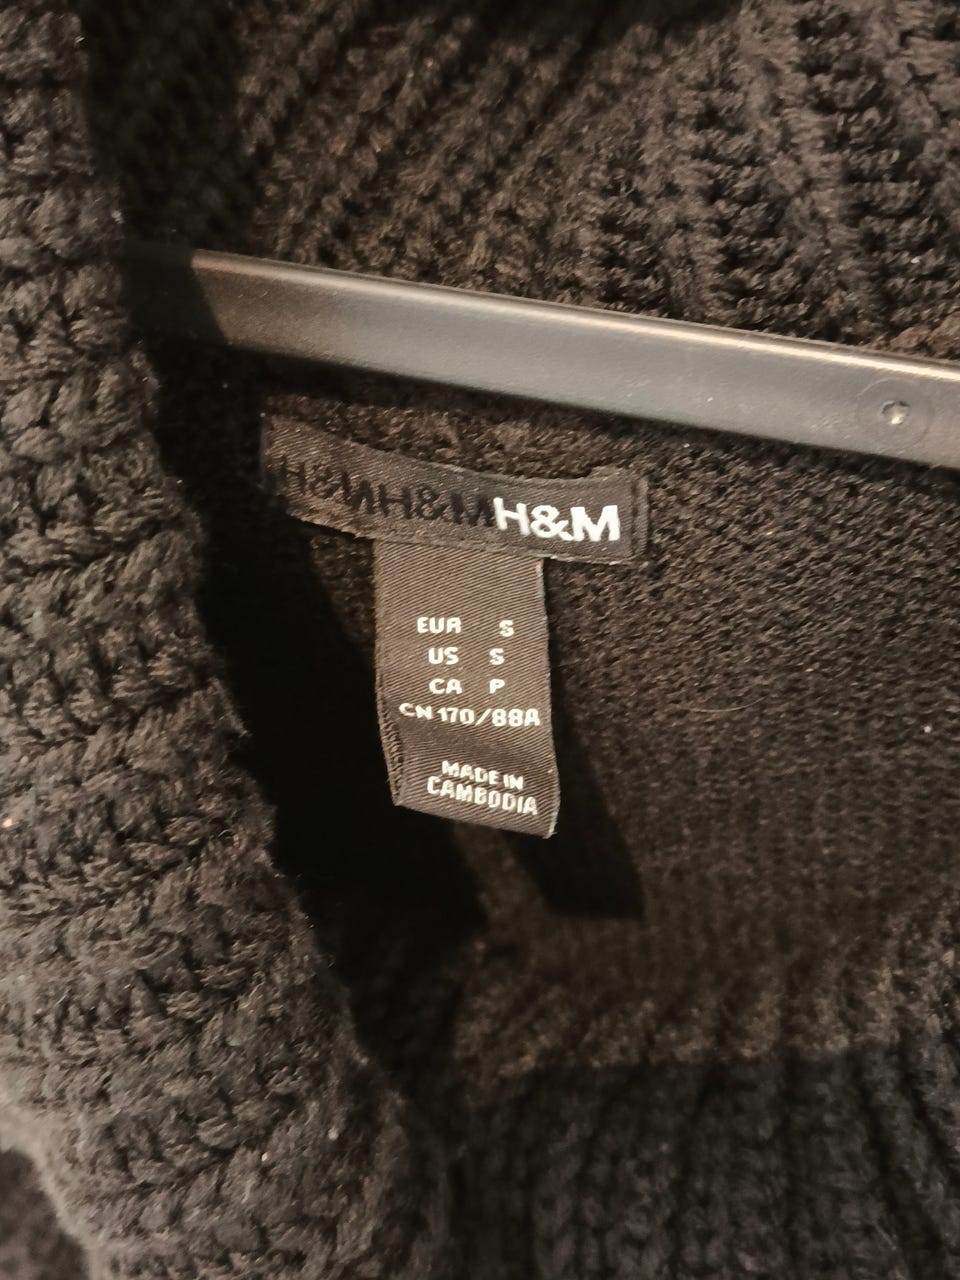 H&MH&MH&M
EUR S
US S
CA P
CN 170/88A
MADE IN
CAMBODIA